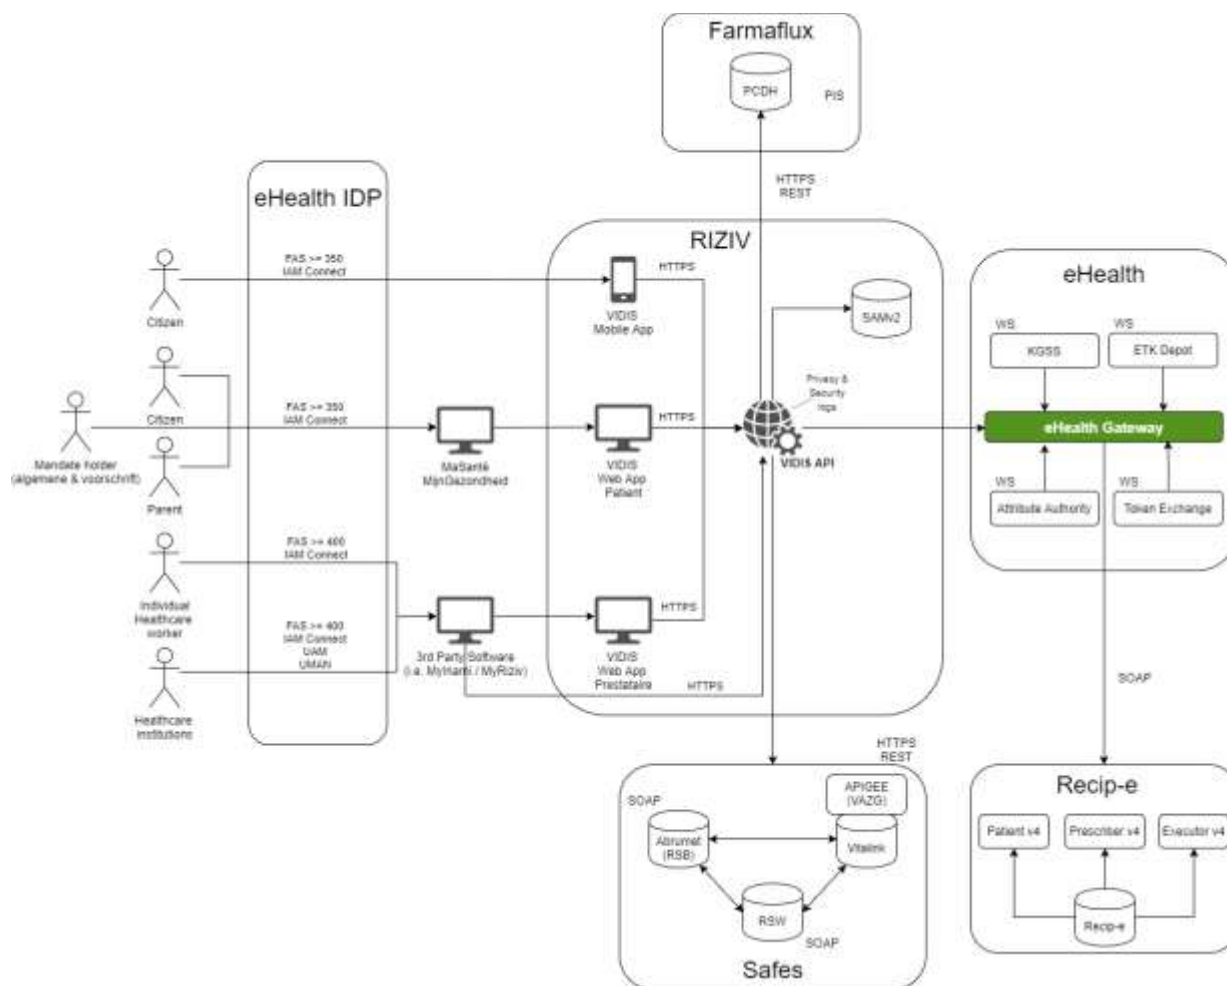 Farmaflux
PCDH
PIS
HTTPS
REST
eHealth IDP
RIZIV
eHealth
FAS >= 350
IAM Connect
HTTPS
Citizen
VIDIS
Mobile App
SAMv2
WS
KGSS
WS
ETK Depot
Privacy &
Security
logs
Citizen
FAS >= 350
IAM Connect
HTTPS
eHealth Gateway
VIDIS API
Mandate holder
(algemene & voorschrift)
MaSanté
MijnGezondheid
VIDIS
Web App
Patient
WS
Attribute Authority
WS
Token Exchange
Parent
FAS >= 400
IAM Connect
Individual
Healthcare
worker
FAS >= 400
IAM Connect
UAM
UMAN
HTTPS
3rd Party Software
(i.e. MyInami / MyRiziv)
VIDIS
Web App
Prestataire
HTTPS
SOAP
Healthcare
institutions
HTTPS
REST
Recip-e
APIGEE
(VAZG)
SOAP
Abrumet
(RSB)
Vitalink
Patient v4
Prescriber v4
Executor v4
RSW
SOAP
Recip-e
Safes